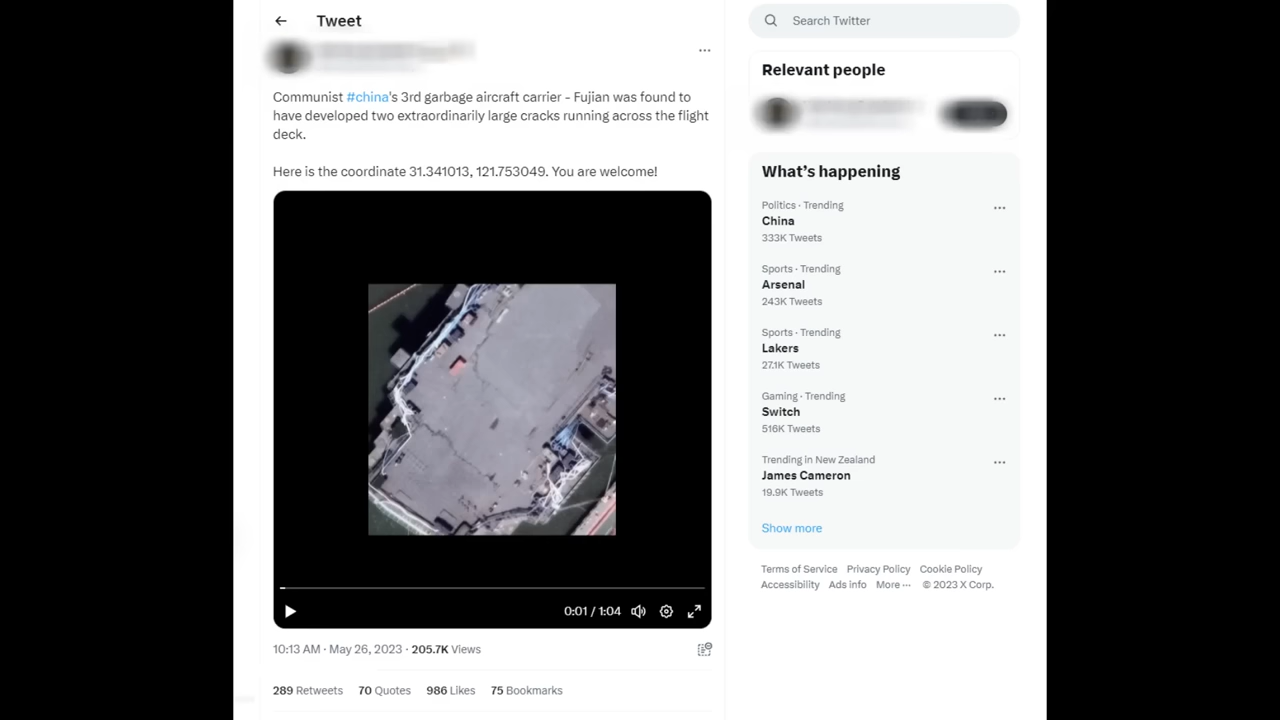 Tweet
Communist #china's 3rd garbage aircraft carrier - Fujian was found to
have developed two extraordinarily large cracks running across the flight
deck.
Here is the coordinate 31.341013, 121.753049. You are welcome!
0:01 / 1:04
10:13 AM · May 26, 2023 · 205.7K Views
289 Retweets 70 Quotes 986 Likes 75 Bookmarks
Search Twitter
Relevant people
What's happening
Politics · Trending
China
333K Tweets
Sports · Trending
Arsenal
243K Tweets
Sports · Trending
Lakers
27.1K Tweets
Gaming · Trending
Switch
516K Tweets
Trending in New Zealand
James Cameron
19.9K Tweets
Show more
Terms of Service Privacy Policy Cookie Policy
Accessibility Ads info More ··· © 2023 X Corp.